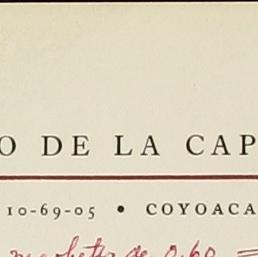 O DE LA CAP
10-69-05 • COYOACA
de 0.60 =